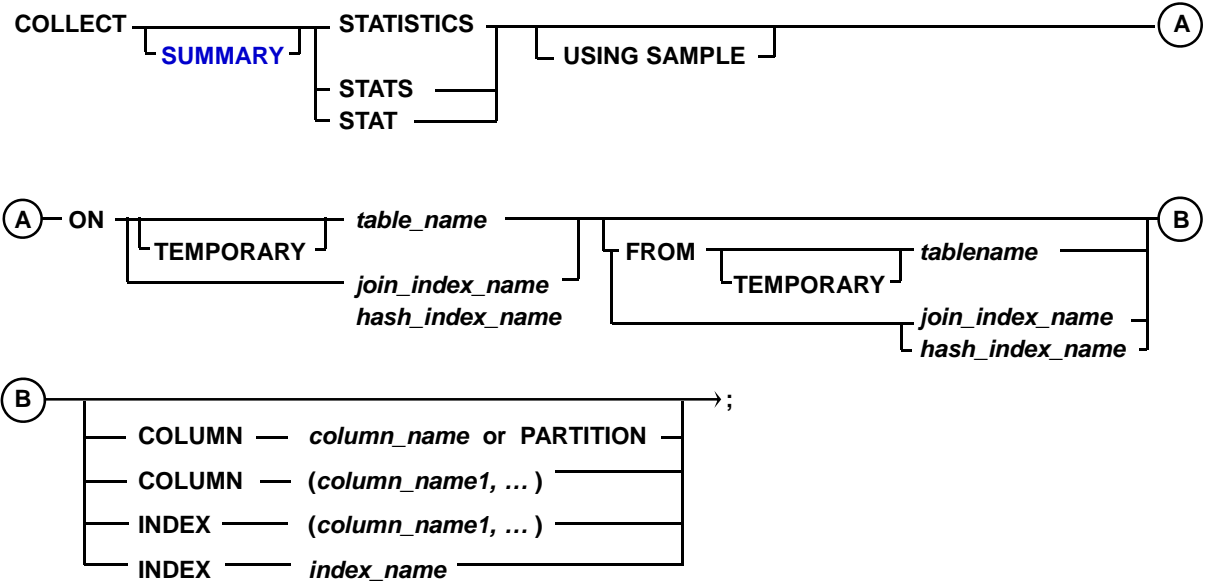 COLLECT STATISTICS A
SUMMARY USING SAMPLE
STATS
STAT
A ON table_name B
TEMPORARY FROM tablename
TEMPORARY
join_index_name
hash_index_name
join_index_name
hash_index_name
B ;
COLUMN column_name or PARTITION
COLUMN (column_name1, … )
INDEX (column_name1, … )
INDEX index_name